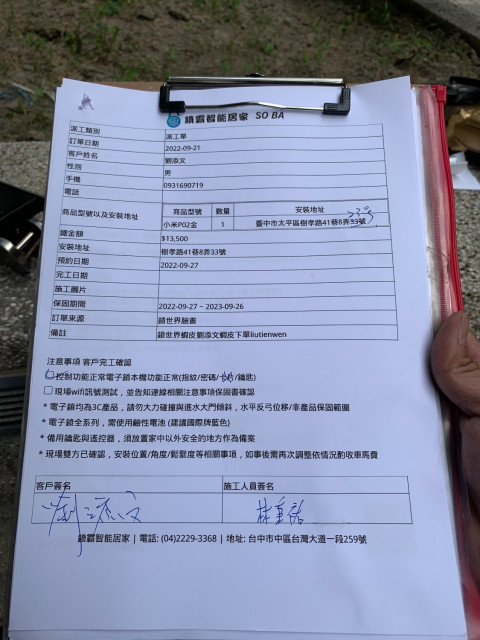 鎖霸智能居家 SO BA
派工類別 派工單
訂單日期 2022-09-21
客戶姓名 劉添文
性別 男
手機 0931690719
電話
商品型號以及安裝地址 商品型號 數量 安裝地址
小米P02金 1 臺中市太平區樹孝路41巷8弄33號
總金額 $13,500
安裝地址 樹孝路41巷8弄33號
預約日期 2022-09-27
完工日期
施工圖片
保固期間 2022-09-27 ~ 2023-09-26
訂單來源 鎖世界臉書
備註 鎖世界蝦皮劉添文蝦皮下單liutienwen
注意事項 客戶完工確認
控制功能正常電子鎖本機功能正常(指紋/密碼/卡片/鑰匙)
現場wifi訊號測試，並告知連線相關注意事項保固書確認
* 電子鎖均為3C產品，請勿大力碰撞與進水大門傾斜，水平反弓位移/非產品保固範圍
* 電子鎖全系列，需使用鹼性電池 (建議國際牌藍色)
* 備用鑰匙與遙控器，須放置家中以外安全的地方作為備案
* 現場雙方已確認，安裝位置/角度/鬆緊度等相關事項，如事後需再次調整依情況酌收車馬費
客戶簽名 施工人員簽名
劉添文
鎖霸智能居家 | 電話: (04)2229-3368 | 地址: 台中市中區台灣大道一段259號